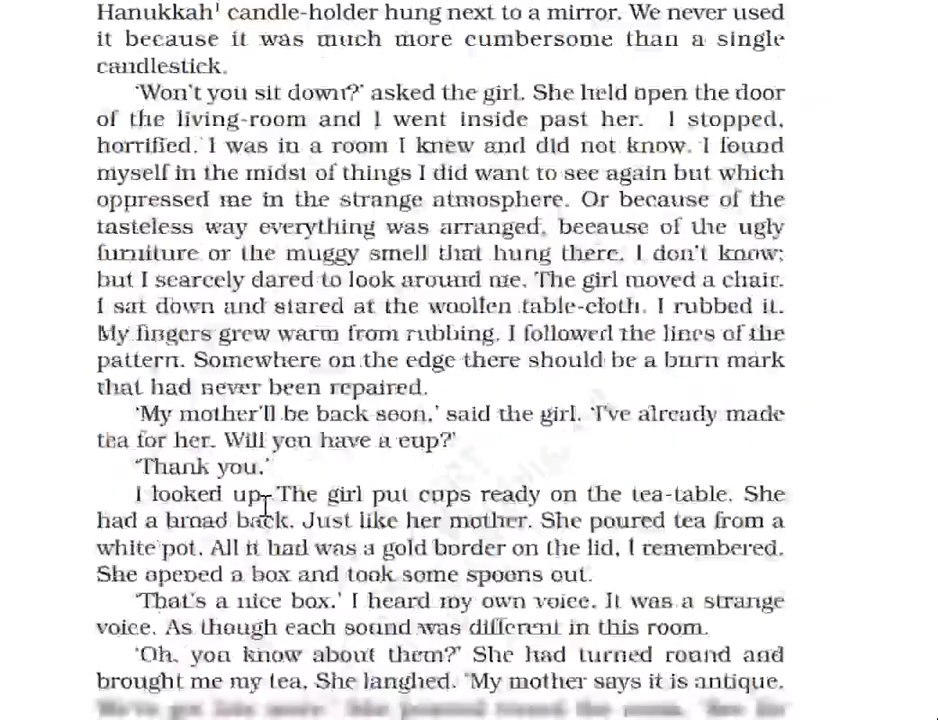 Hanukkah¹ candle-holder hung next to a mirror. We never used
it because it was much more cumbersome than a single
candlestick.
'Won't you sit down?' asked the girl. She held open the door
of the living-room and I went inside past her. I stopped,
horrified. I was in a room I knew and did not know. I found
myself in the midst of things I did want to see again but which
oppressed me in the strange atmosphere. Or because of the
tasteless way everything was arranged, because of the ugly
furniture or the muggy smell that hung there, I don't know;
but I scarcely dared to look around me. The girl moved a chair.
I sat down and stared at the woollen table-cloth. I rubbed it.
My fingers grew warm from rubbing. I followed the lines of the
pattern. Somewhere on the edge there should be a burn mark
that had never been repaired.
'My mother'll be back soon,' said the girl. 'I've already made
tea for her. Will you have a cup?'
'Thank you.'
I looked up. The girl put cups ready on the tea-table. She
had a broad back. Just like her mother. She poured tea from a
white pot. All it had was a gold border on the lid, I remembered.
She opened a box and took some spoons out.
'That's a nice box.' I heard my own voice. It was a strange
voice. As though each sound was different in this room.
'Oh, you know about them?' She had turned round and
brought me my tea. She laughed. 'My mother says it is antique.